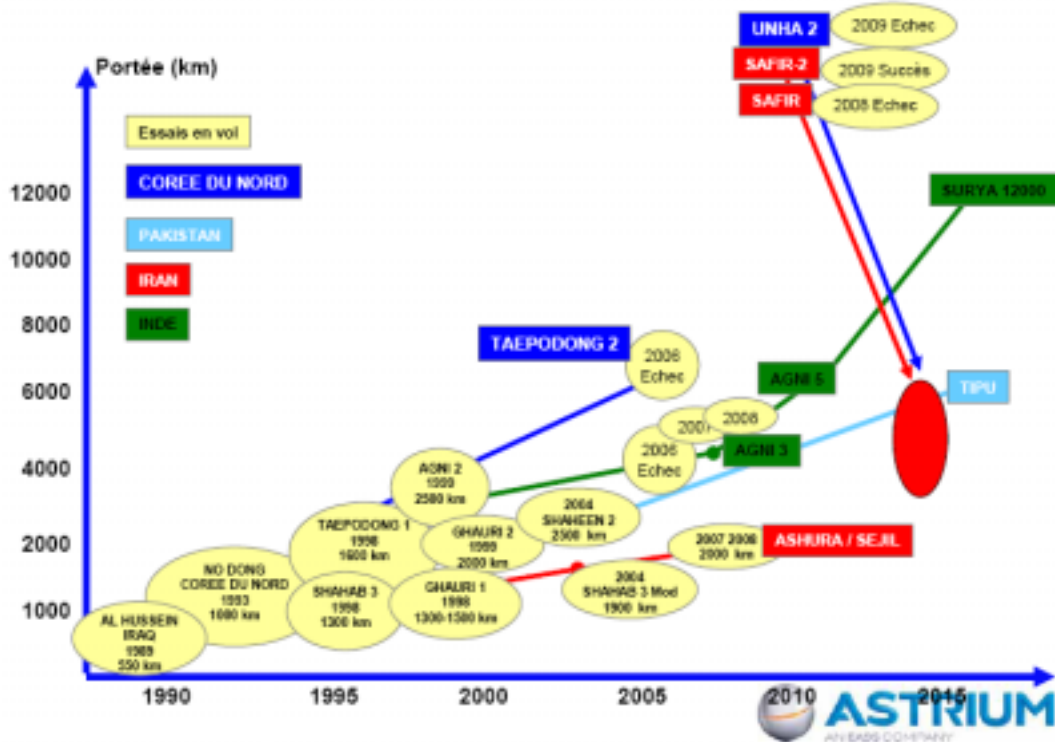 UNHA 2
2009 Echec
SAFIR-2
2009 Succès
SAFIR
2008 Echec
Portée (km)
Essais en vol
COREE DU NORD
PAKISTAN
IRAN
INDE
12000
10000
8000
6000
4000
2000
1000
SURYA 12000
TAEPODONG 2
2006
Echec
AGNI 5
TIPU
2007
2008
2006
Echec
AGNI 3
AGNI 2
1999
2500 km
TAEPODONG 1
1998
1600 km
GHAURI 2
1999
2000 km
2004
SHAHEEN 2
2300 km
2007 2008
2000 km
ASHURA / SEJIL
NO DONG
COREE DU NORD
1993
1000 km
SHAHAB 3
1998
1300 km
GHAURI 1
1998
1300-1500 km
2004
SHAHAB 3 Mod
1900 km
AL HUSSEIN
IRAQ
1989
550 km
1990
1995
2000
2005
2010
2015
ASTRIUM
AN EADS COMPANY